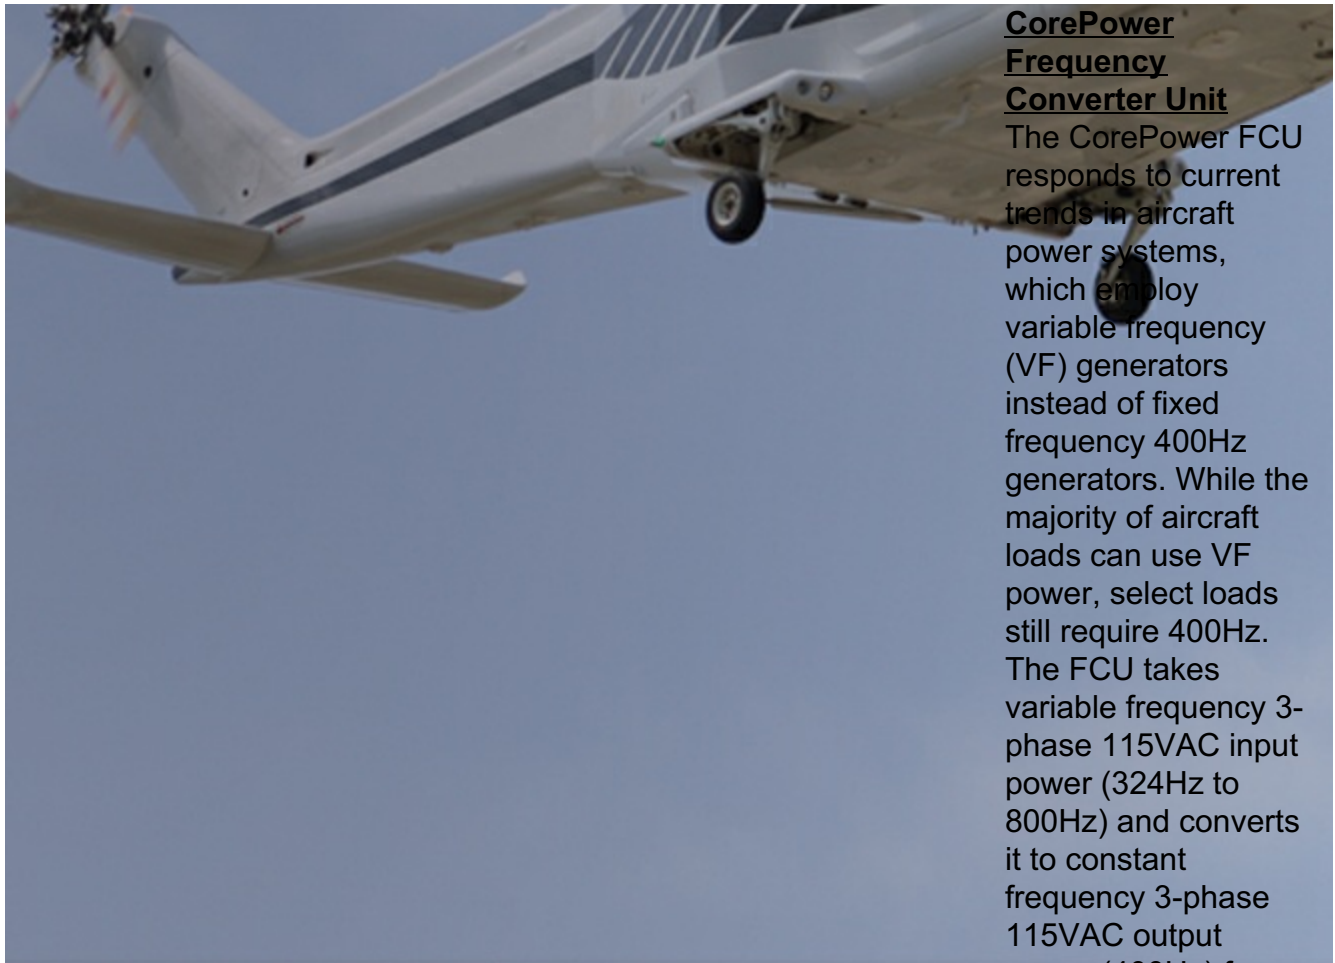 CorePower
Frequency
Converter Unit
The CorePower FCU
responds to current
trends in aircraft
power systems,
which employ
variable frequency
(VF) generators
instead of fixed
frequency 400Hz
generators. While the
majority of aircraft
loads can use VF
power, select loads
still require 400Hz.
The FCU takes
variable frequency 3-
phase 115VAC input
power (324Hz to
800Hz) and converts
it to constant
frequency 3-phase
115VAC output